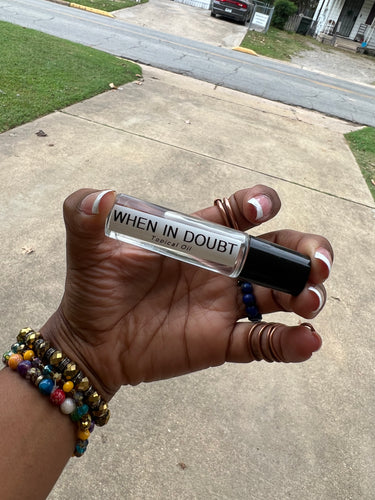 WHEN IN DOUBT
Topical Oil